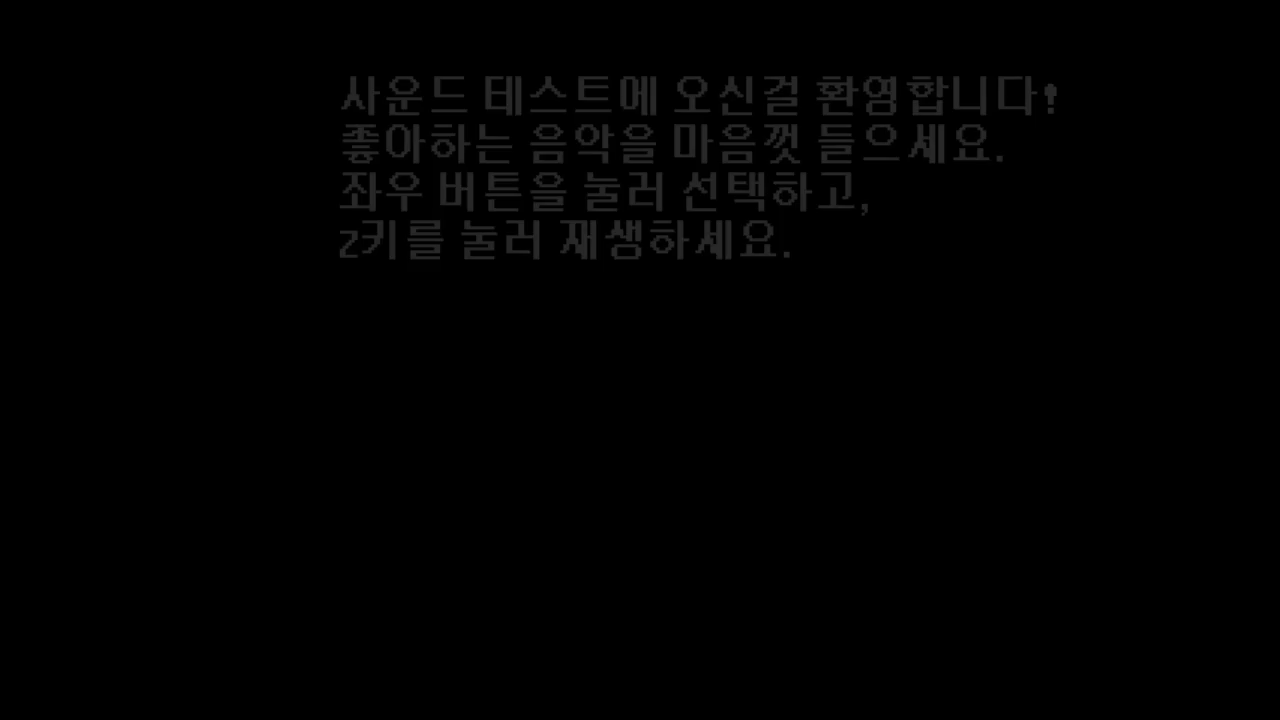 사운드 테스트에 오신걸 환영합니다!
좋아하는 음악을 마음껏 들으세요.
좌우 버튼을 눌러 선택하고,
Z키를 눌러 재생하세요.